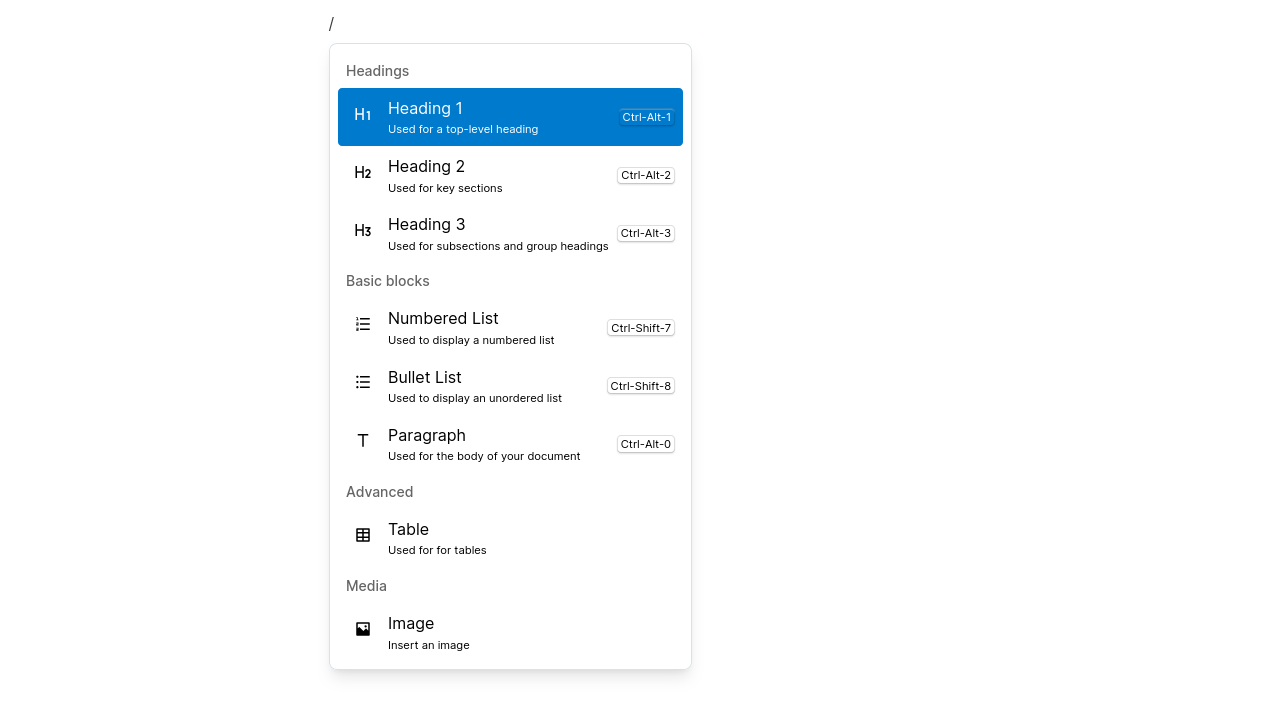 /
Headings
H1 Heading 1 Ctrl-Alt-1
Used for a top-level heading
H2 Heading 2 Ctrl-Alt-2
Used for key sections
H3 Heading 3 Ctrl-Alt-3
Used for subsections and group headings
Basic blocks
Numbered List Ctrl-Shift-7
Used to display a numbered list
Bullet List Ctrl-Shift-8
Used to display an unordered list
T Paragraph Ctrl-Alt-0
Used for the body of your document
Advanced
Table
Used for for tables
Media
Image
Insert an image